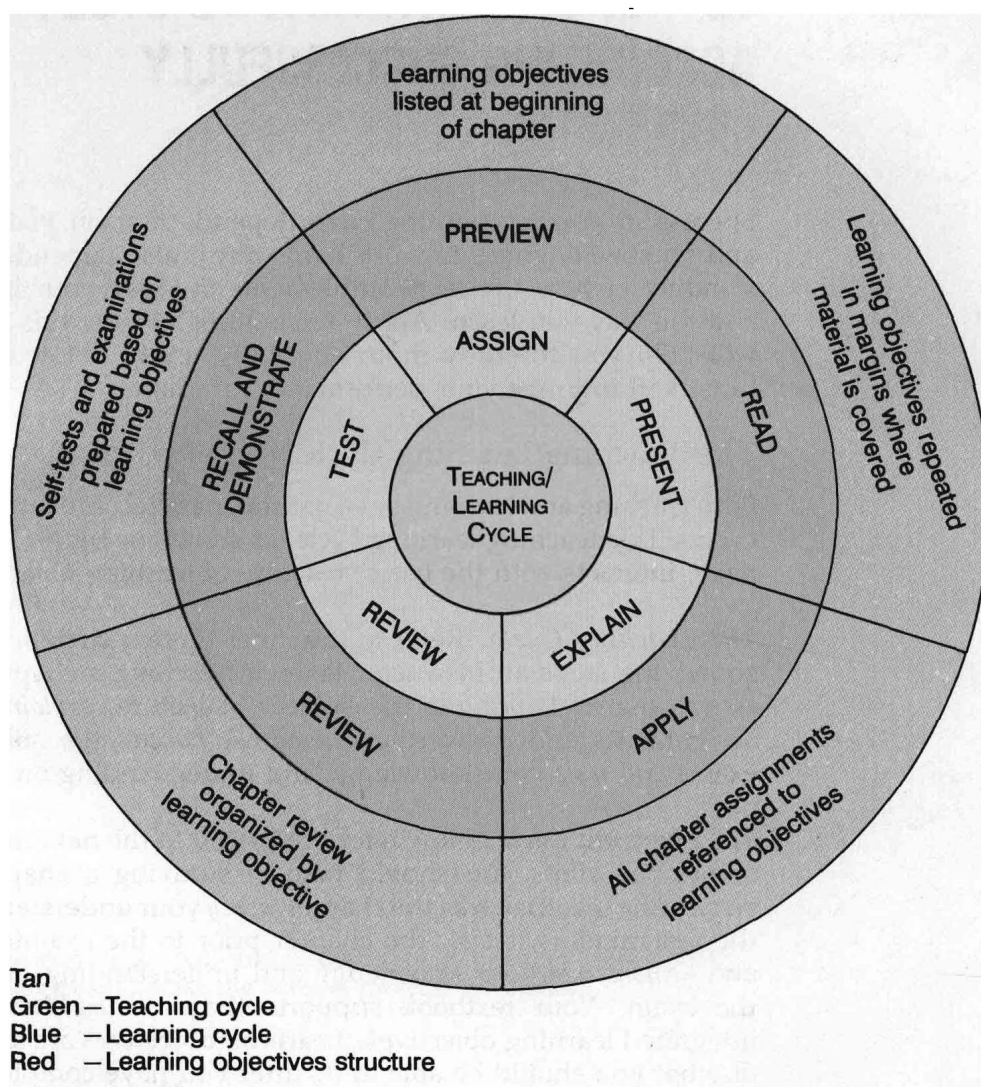 Learning objectives
listed at beginning
of chapter
PREVIEW
ASSIGN
Learning objectives repeated
in margins where
material is covered
READ
PRESENT
All chapter assignments
referenced to
learning objectives
APPLY
EXPLAIN
Chapter review
organized by
learning objective
REVIEW
REVIEW
Self-tests and examinations
prepared based on
learning objectives
RECALL AND
DEMONSTRATE
TEST
TEACHING/
LEARNING
CYCLE
Tan
Green – Teaching cycle
Blue – Learning cycle
Red – Learning objectives structure